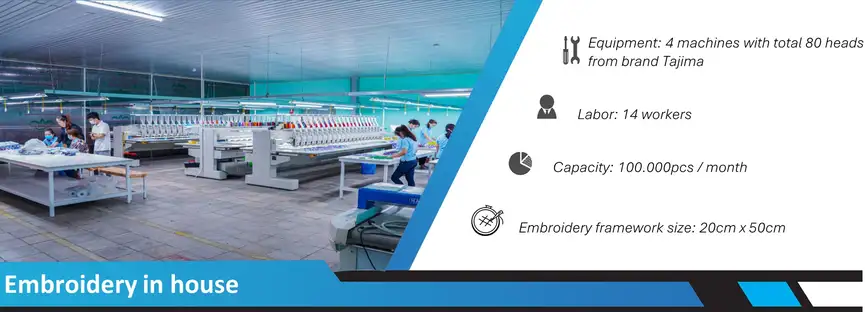 Equipment: 4 machines with total 80 heads
from brand Tajima
Labor: 14 workers
Capacity: 100.000pcs / month
Embroidery framework size: 20cm x 50cm
Embroidery in house